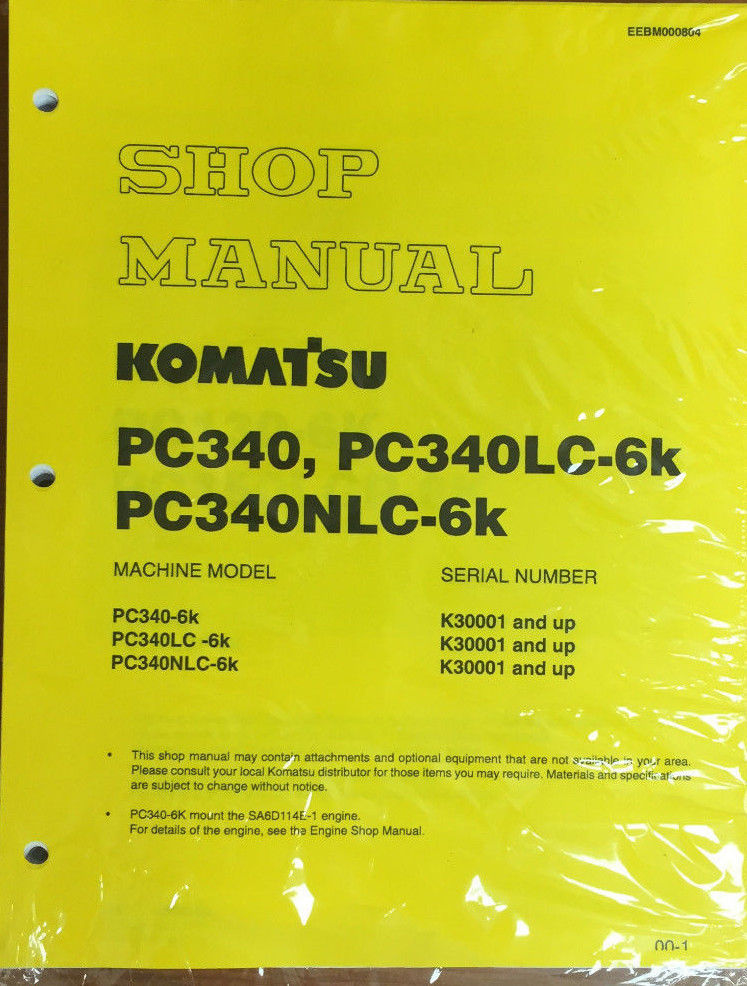 EEBM000804
SHOP
MANUAL
KOMATSU
PC340, PC340LC-6k
PC340NLC-6k
MACHINE MODEL SERIAL NUMBER
PC340-6k K30001 and up
PC340LC -6k K30001 and up
PC340NLC-6k K30001 and up
• This shop manual may contain attachments and optional equipment that are not available in your area.
Please consult your local Komatsu distributor for those items you may require. Materials and specifications
are subject to change without notice.
• PC340-6K mount the SA6D114E-1 engine.
For details of the engine, see the Engine Shop Manual.
00-1